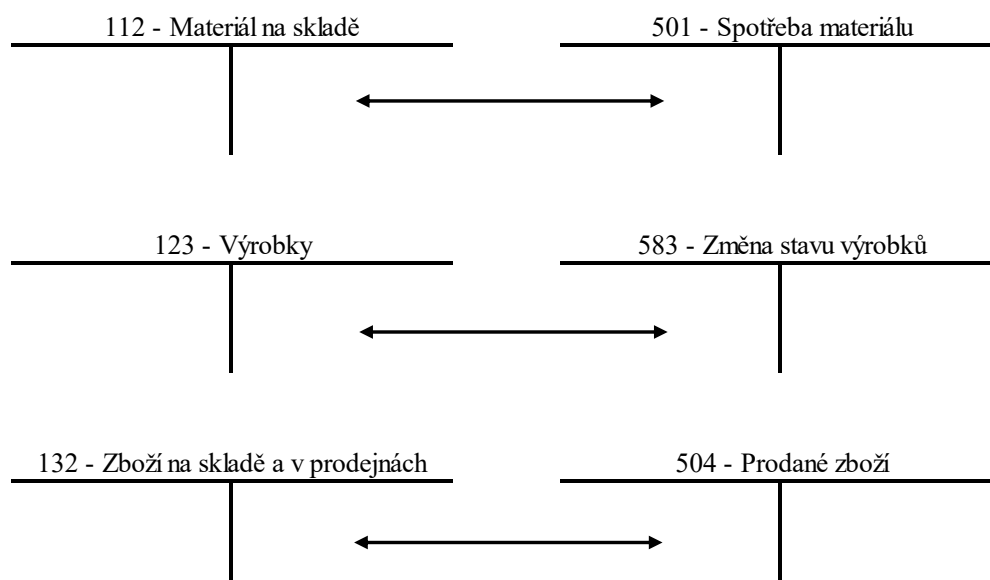 112 - Materiál na skladě
501 - Spotřeba materiálu
123 - Výrobky
583 - Změna stavu výrobků
132 - Zboží na skladě a v prodejnách
504 - Prodané zboží